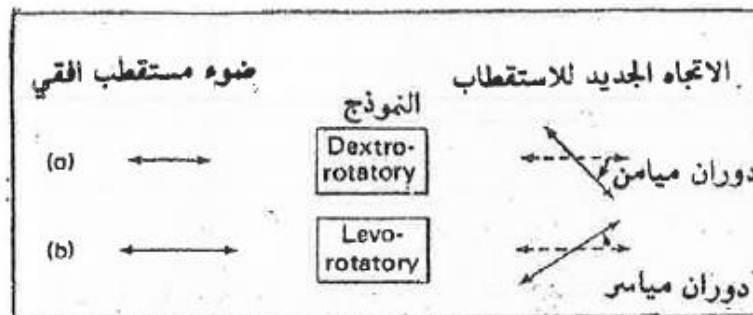 الاتجاه الجديد للاستقطاب
ضوء مستقطب افقي
النموذج
(a)
Dextro-
rotatory
دوران ميامن
(b)
Levo-
rotatory
دوران مياسر